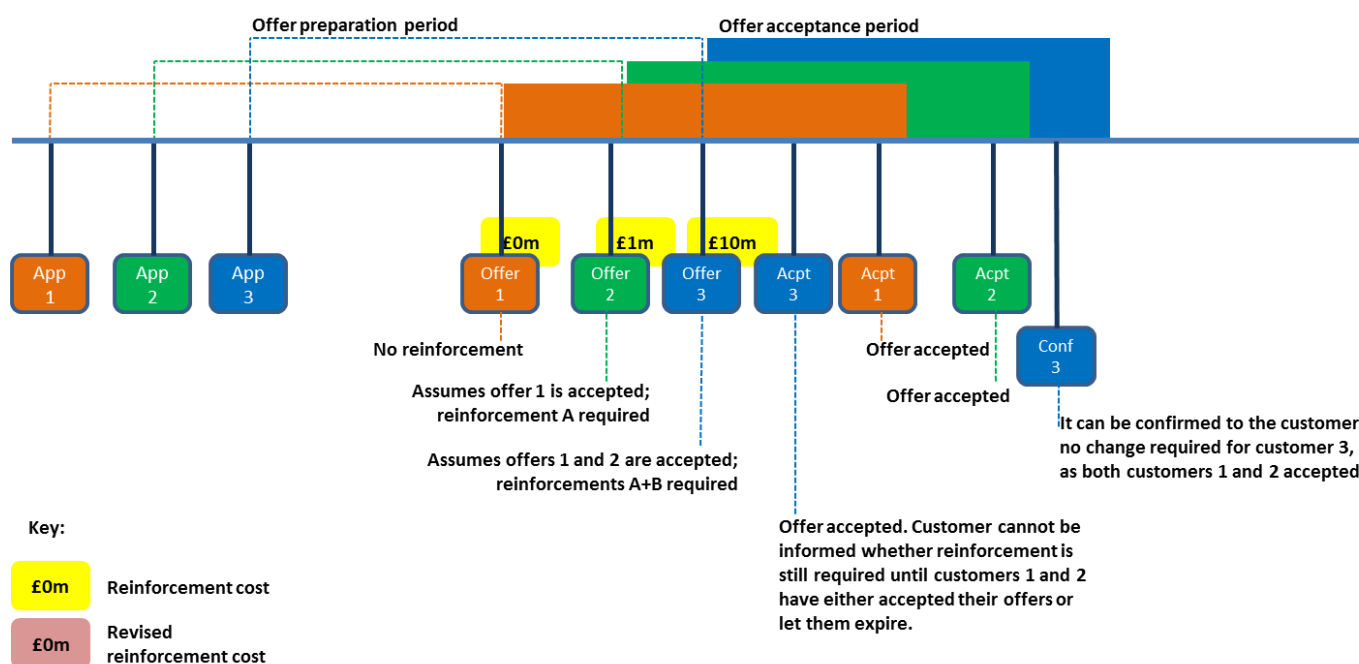 Offer preparation period
Offer acceptance period
£0m
£1m
£10m
App
1
App
2
App
3
Offer
1
Offer
2
Offer
3
Acpt
3
Acpt
1
Acpt
2
Conf
3
No reinforcement
Assumes offer 1 is accepted;
reinforcement A required
Assumes offers 1 and 2 are accepted;
reinforcements A+B required
Offer accepted. Customer cannot be
informed whether reinforcement is
still required until customers 1 and 2
have either accepted their offers or
let them expire.
Offer accepted
Offer accepted
It can be confirmed to the customer
no change required for customer 3,
as both customers 1 and 2 accepted
Key:
£0m
Reinforcement cost
£0m
Revised
reinforcement cost